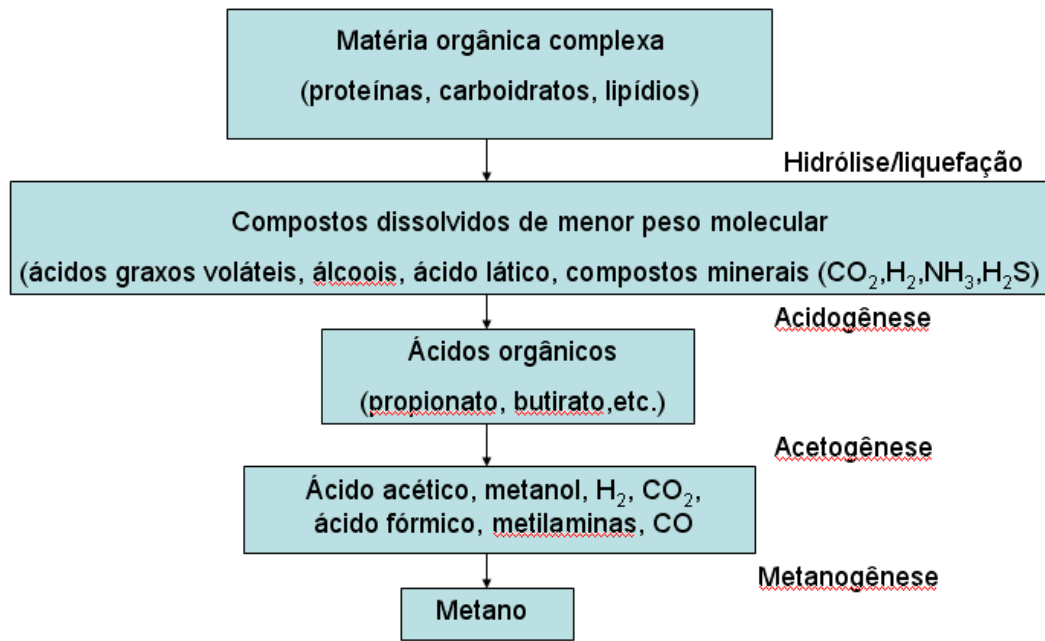 Matéria orgânica complexa
(proteínas, carboidratos, lipídios)
Hidrólise/liquefação
Compostos dissolvidos de menor peso molecular
(ácidos graxos voláteis, álcoois, ácido lático, compostos minerais (CO₂,H₂,NH₃,H₂S)
Acidogênese
Ácidos orgânicos
(propionato, butirato,etc.)
Acetogênese
Ácido acético, metanol, H₂, CO₂,
ácido fórmico, metilaminas, CO
Metanogênese
Metano